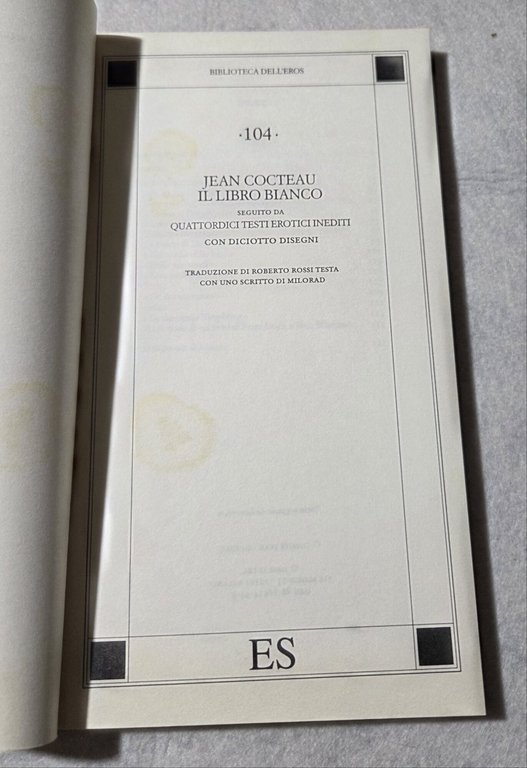 BIBLIOTECA DELL'EROS
·104·
JEAN COCTEAU
IL LIBRO BIANCO
SEGUITO DA
QUATTORDICI TESTI EROTICI INEDITI
CON DICIOTTO DISEGNI
TRADUZIONE DI ROBERTO ROSSI TESTA
CON UNO SCRITTO DI MILORAD
ES